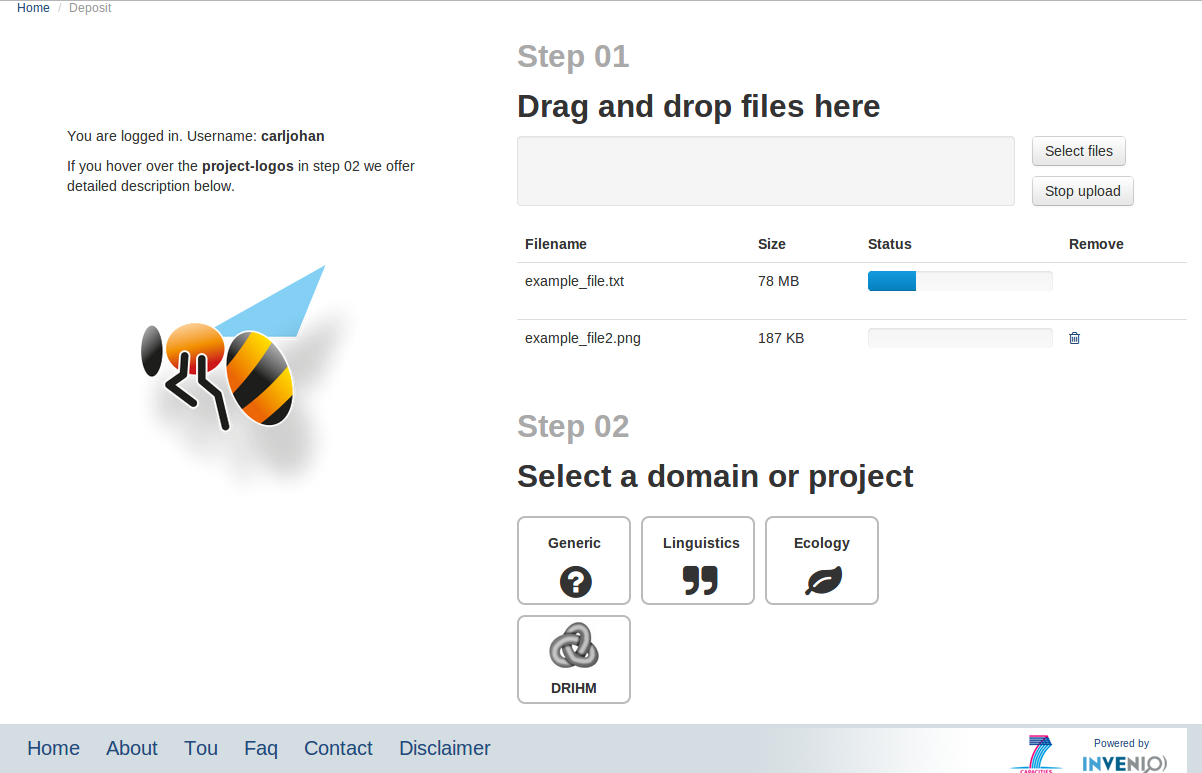 Home / Deposit
You are logged in. Username: carljohan
If you hover over the project-logos in step 02 we offer
detailed description below.
Step 01
Drag and drop files here
Select files
Stop upload
Filename Size Status Remove
example_file.txt 78 MB
example_file2.png 187 KB
Step 02
Select a domain or project
Generic Linguistics Ecology
DRIHM
Home About Tou Faq Contact Disclaimer
7
CAPACITIES
Powered by
INVENIO